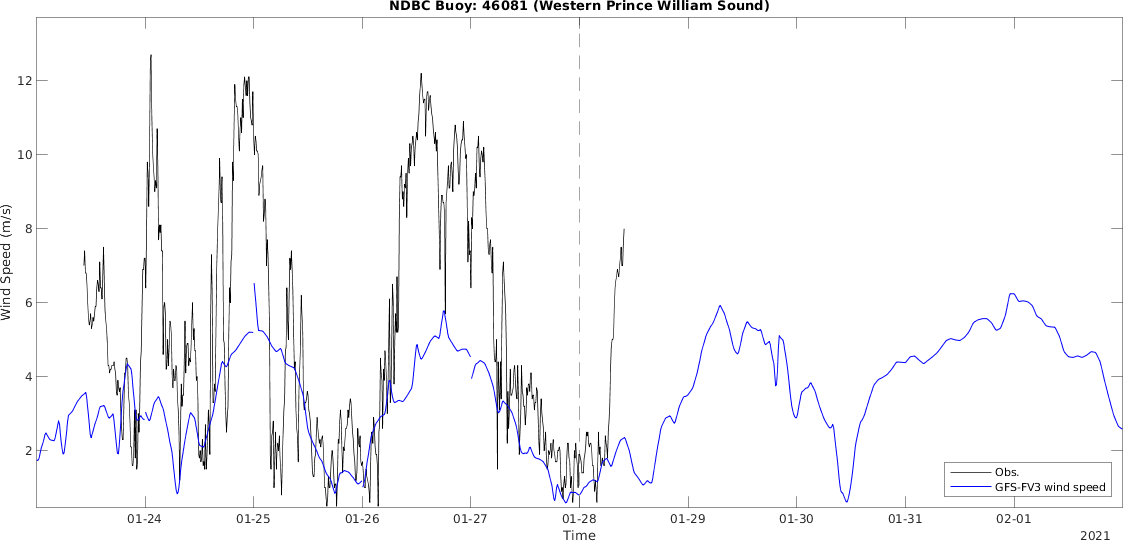 NDBC Buoy: 46081 (Western Prince William Sound)
Wind Speed (m/s)
12
10
8
6
4
2
Obs.
GFS-FV3 wind speed
01-24 01-25 01-26 01-27 01-28 01-29 01-30 01-31 02-01
Time
2021